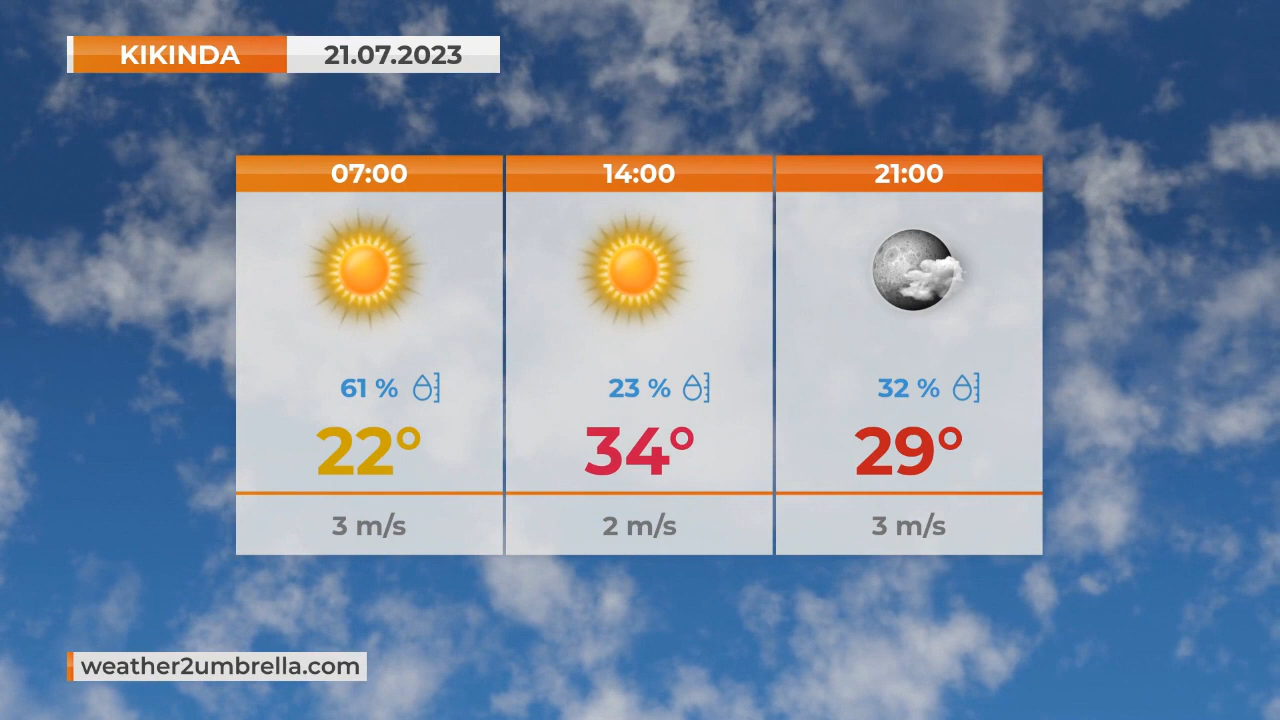 KIKINDA 21.07.2023
07:00 14:00 21:00
61 % 23 % 32 %
22° 34° 29°
3 m/s 2 m/s 3 m/s
weather2umbrella.com